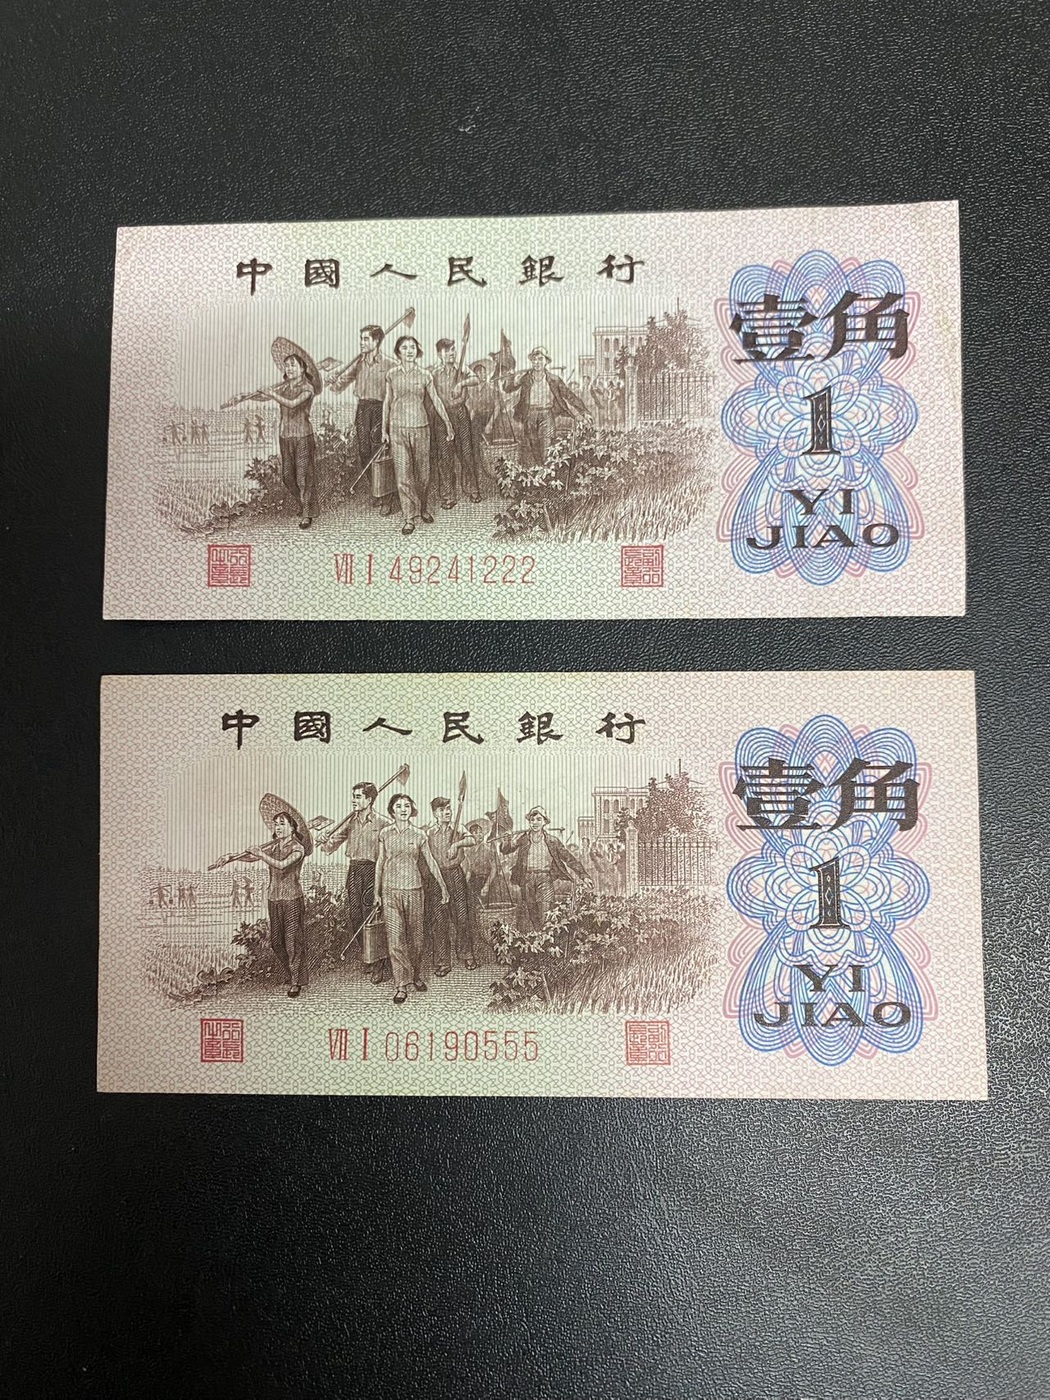 中國人民銀行
壹角
1
YI
JIAO
Ⅶ Ⅰ 49241222
中國人民銀行
壹角
1
YI
JIAO
Ⅶ Ⅰ 06190555